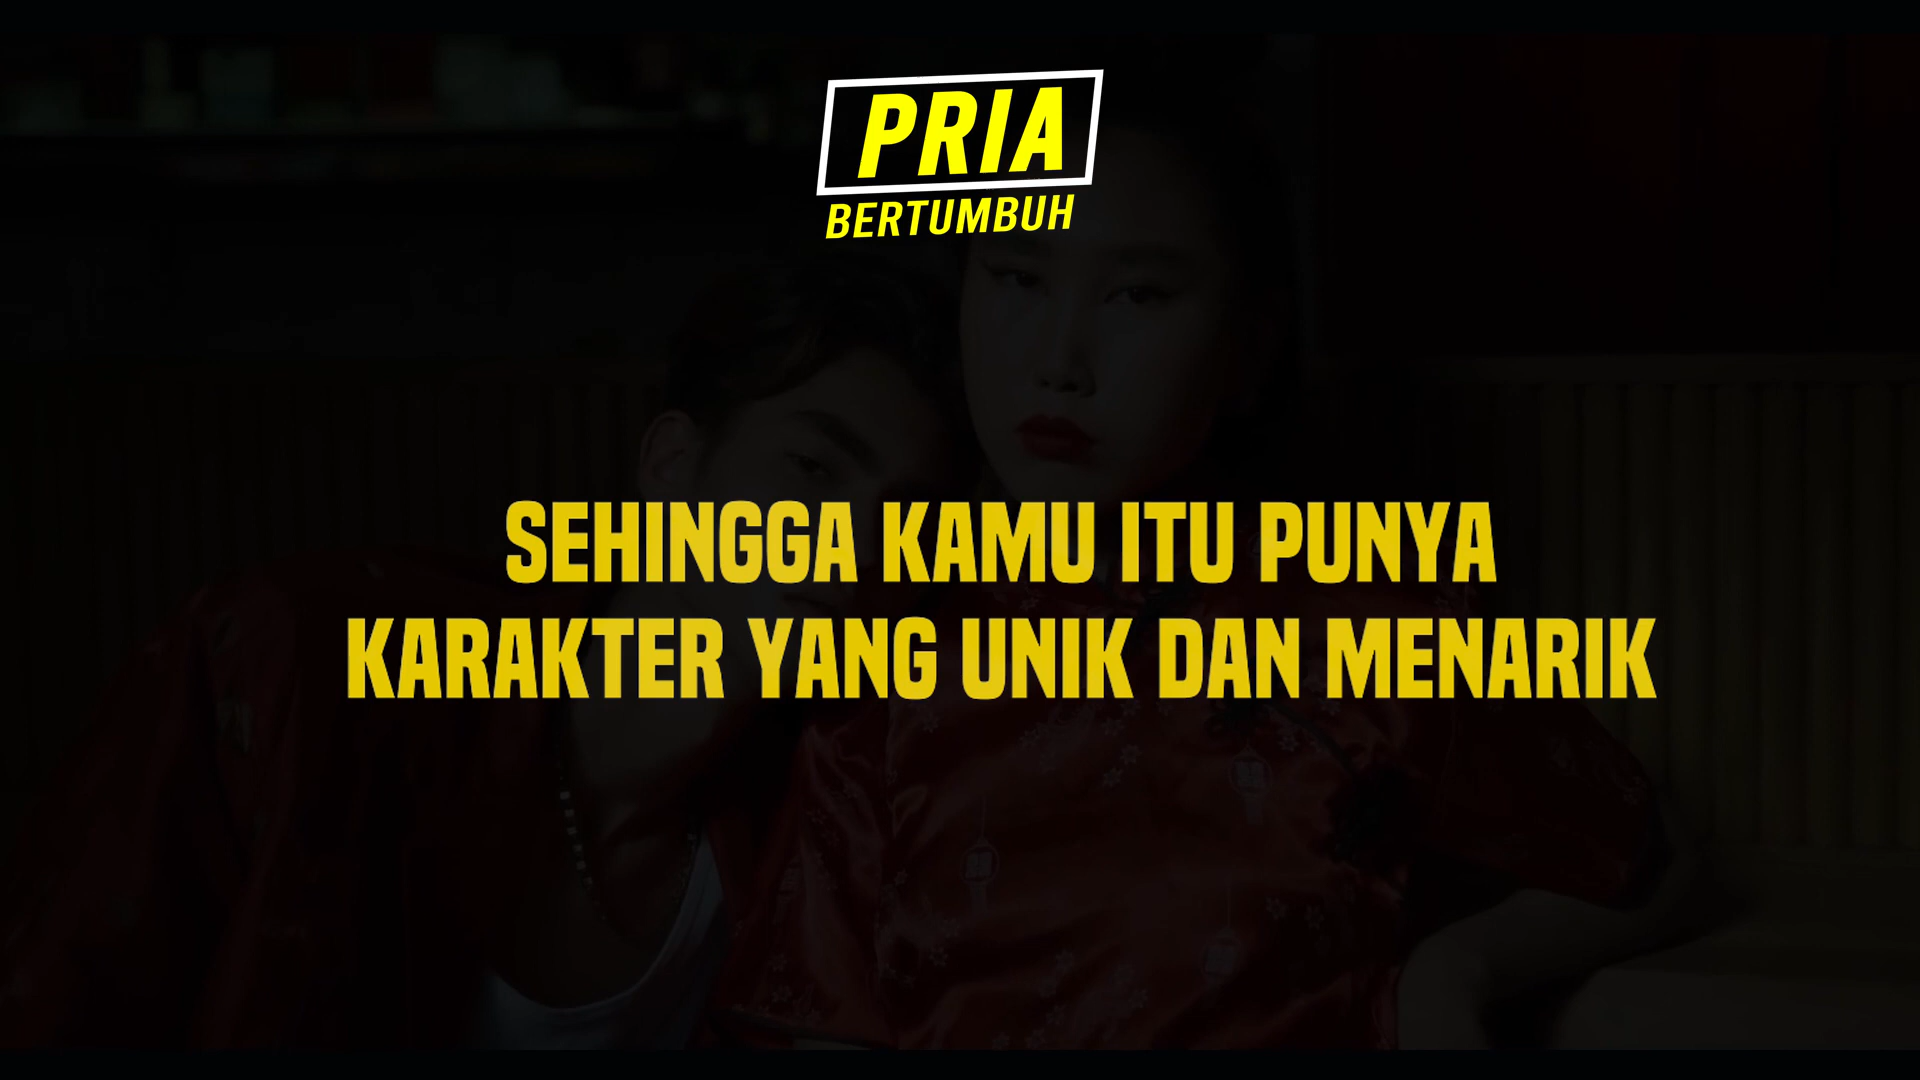 PRIA
BERTUMBUH
SEHINGGA KAMU ITU PUNYA
KARAKTER YANG UNIK DAN MENARIK